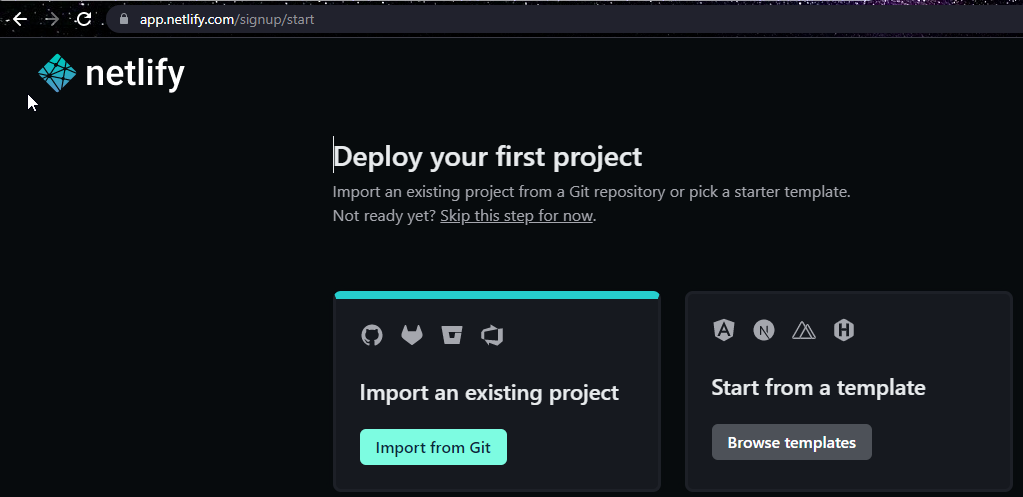 app.netlify.com/signup/start
netlify
Deploy your first project
Import an existing project from a Git repository or pick a starter template.
Not ready yet? Skip this step for now.
Import an existing project
Import from Git
Start from a template
Browse templates